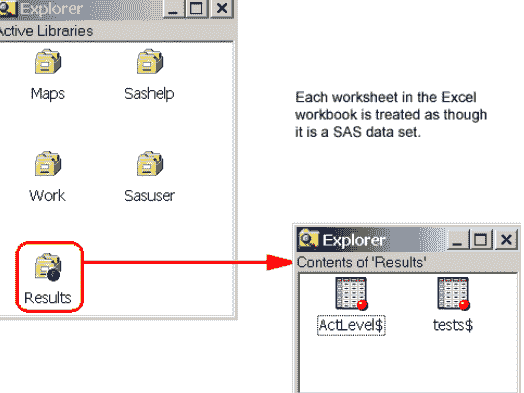 Explorer
Active Libraries
Maps
Sashelp
Each worksheet in the Excel
workbook is treated as though
it is a SAS data set.
Work
Sasuser
Results
Explorer
Contents of 'Results'
ActLevel$
tests$